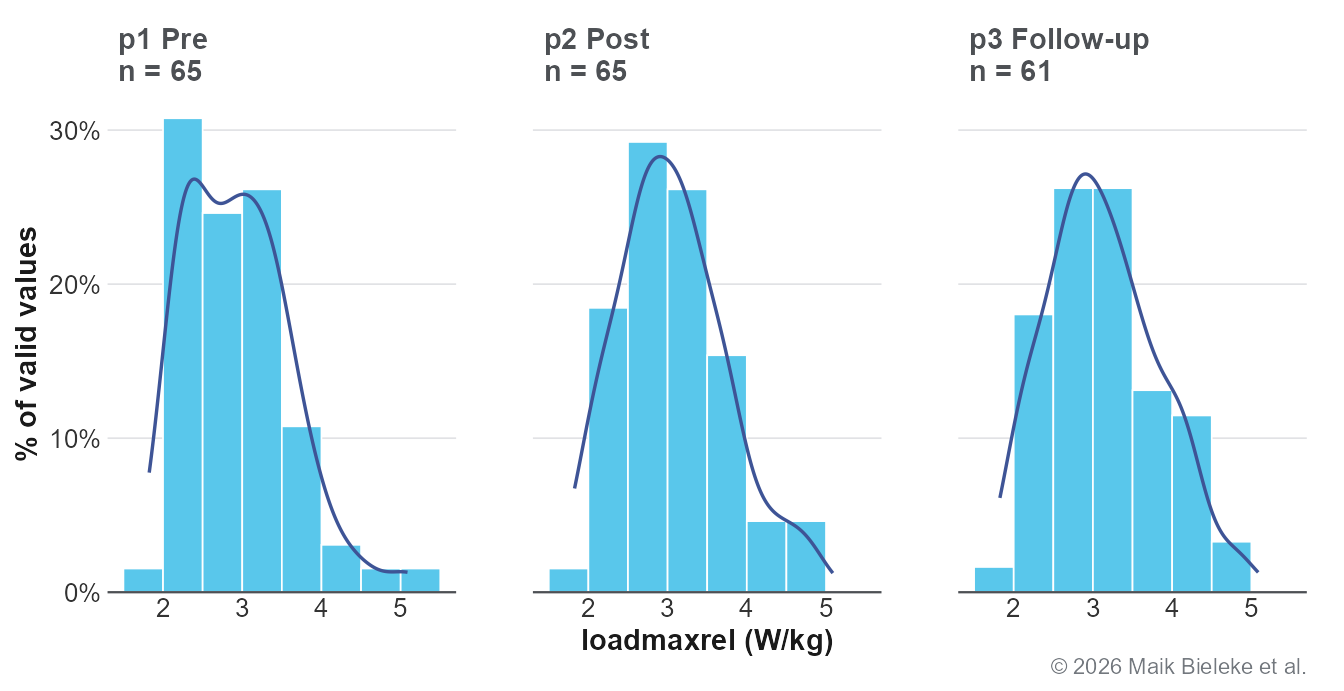 p1 Pre
n = 65
p2 Post
n = 65
p3 Follow-up
n = 61
% of valid values
30%
20%
10%
0%
2 3 4 5
2 3 4 5
2 3 4 5
loadmaxrel (W/kg)
© 2026 Maik Bieleke et al.